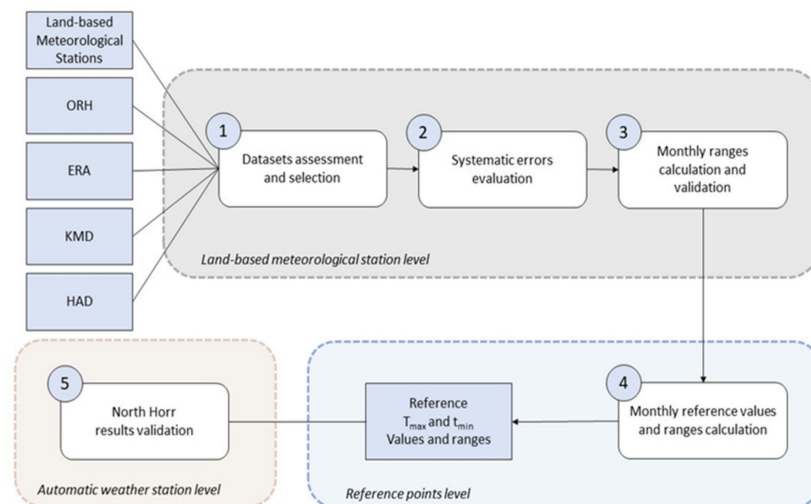 Land-based
Meteorological
Stations
ORH
ERA
KMD
HAD
1
Datasets assessment
and selection
2
Systematic errors
evaluation
3
Monthly ranges
calculation and
validation
Land-based meteorological station level
5
North Horr
results validation
Automatic weather station level
Reference
Tmax and tmin
Values and ranges
4
Monthly reference values
and ranges calculation
Reference points level